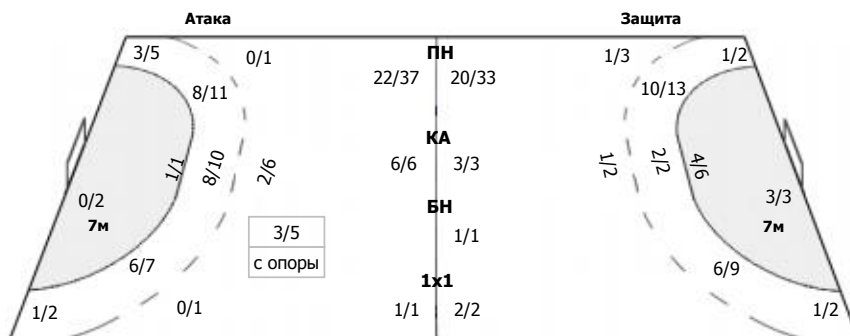 Атака Защита
3/5 0/1 ПН 1/3 1/2
22/37 20/33
8/11 10/13
КА
1/1 8/10 2/6 6/6 3/3 1/2 2/2 4/6
0/2 3/3
7м БН 7м
3/5 1/1
6/7 с опоры 6/9
1x1
1/2 0/1 1/1 2/2 1/2